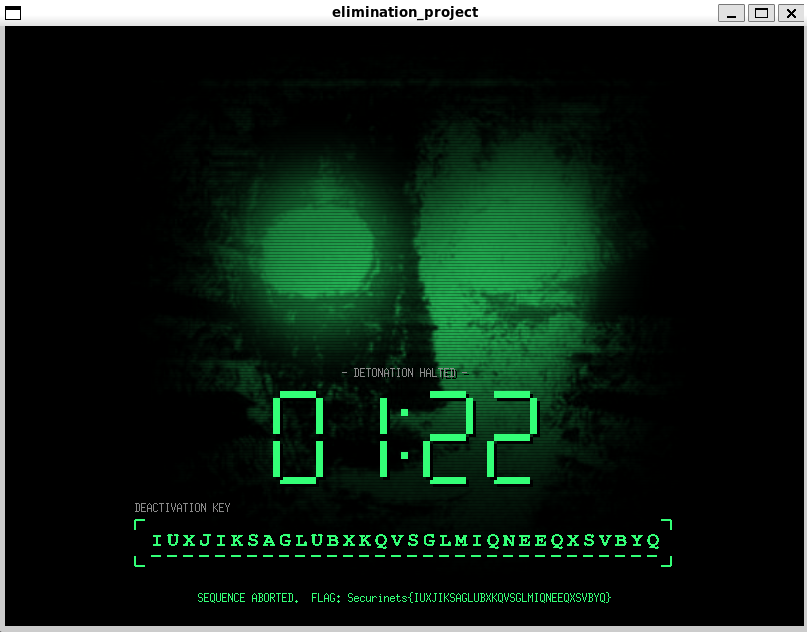 elimination_project
- DETONATION HALTED -
01:22
DEACTIVATION KEY
IUXJIKSAGLUBXKQVSGLMIQNEEQXSVBYQ
SEQUENCE ABORTED. FLAG: Securinets{IUXJIKSAGLUBXKQVSGLMIQNEEQXSVBYQ}